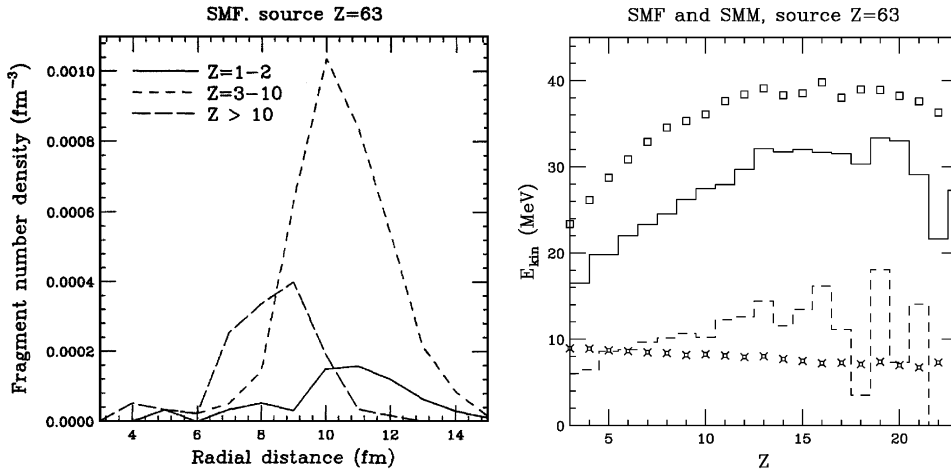 SMF. source Z=63
Fragment number density (fm⁻³)
0.0010
0.0008
0.0006
0.0004
0.0002
0.0000
Z=1−2
Z=3−10
Z > 10
4 6 8 10 12 14
Radial distance (fm)
SMF and SMM, source Z=63
E_kin (MeV)
40
30
20
10
0
5 10 15 20
Z